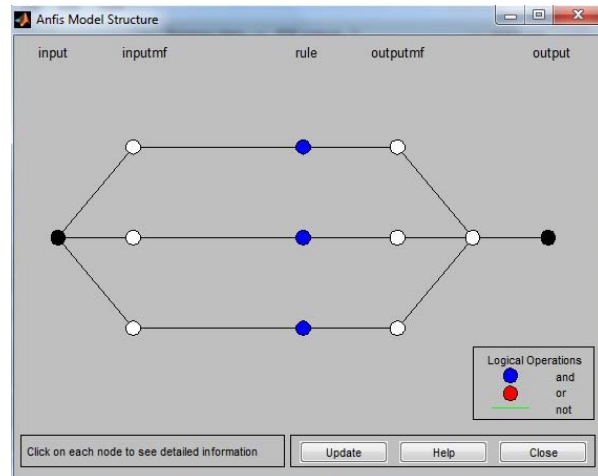 Anfis Model Structure
input inputmf rule outputmf output
Logical Operations
and
or
not
Click on each node to see detailed information
Update Help Close